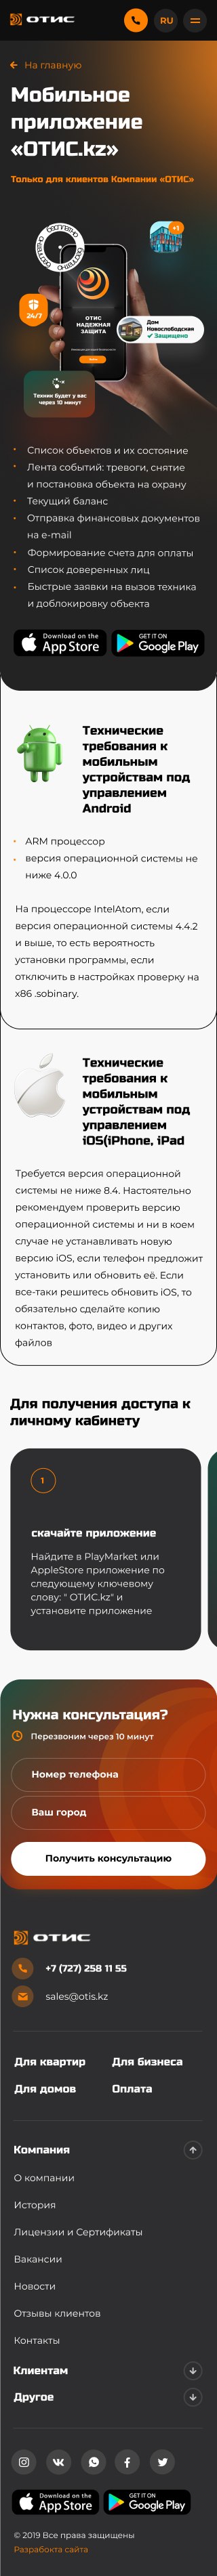 ОТИС
RU
На главную
Мобильное
приложение
«ОТИС.kz»
Только для клиентов Компании «ОТИС»
+1
24/7
ОТИС
НАДЕЖНАЯ
ЗАЩИТА
Дом
Новослободская
Защищено
Техник будет у вас
через 10 минут
Список объектов и их состояние
Лента событий: тревоги, снятие
и постановка объекта на охрану
Текущий баланс
Отправка финансовых документов
на e-mail
Формирование счета для оплаты
Список доверенных лиц
Быстрые заявки на вызов техника
и доблокировку объекта
Download on the
App Store
GET IT ON
Google Play
Технические
требования к
мобильным
устройствам под
управлением
Android
ARM процессор
версия операционной системы не
ниже 4.0.0
На процессоре IntelAtom, если
версия операционной системы 4.4.2
и выше, то есть вероятность
установки программы, если
отключить в настройках проверку на
x86 .sobinary.
Технические
требования к
мобильным
устройствам под
управлением
iOS(iPhone, iPad
Требуется версия операционной
системы не ниже 8.4. Настоятельно
рекомендуем проверить версию
операционной системы и ни в коем
случае не устанавливать новую
версию iOS, если телефон предложит
установить или обновить её. Если
все-таки решитесь обновить iOS, то
обязательно сделайте копию
контактов, фото, видео и других
файлов
Для получения доступа к
личному кабинету
1
скачайте приложение
Найдите в PlayMarket или
AppleStore приложение по
следующему ключевому
слову: " ОТИС.kz" и
установите приложение
Нужна консультация?
Перезвоним через 10 минут
Номер телефона
Ваш город
Получить консультацию
ОТИС
+7 (727) 258 11 55
sales@otis.kz
Для квартир
Для бизнеса
Для домов
Оплата
Компания
О компании
История
Лицензии и Сертификаты
Вакансии
Новости
Отзывы клиентов
Контакты
Клиентам
Другое
Download on the
App Store
GET IT ON
Google Play
© 2019 Все права защищены
Разработка сайта